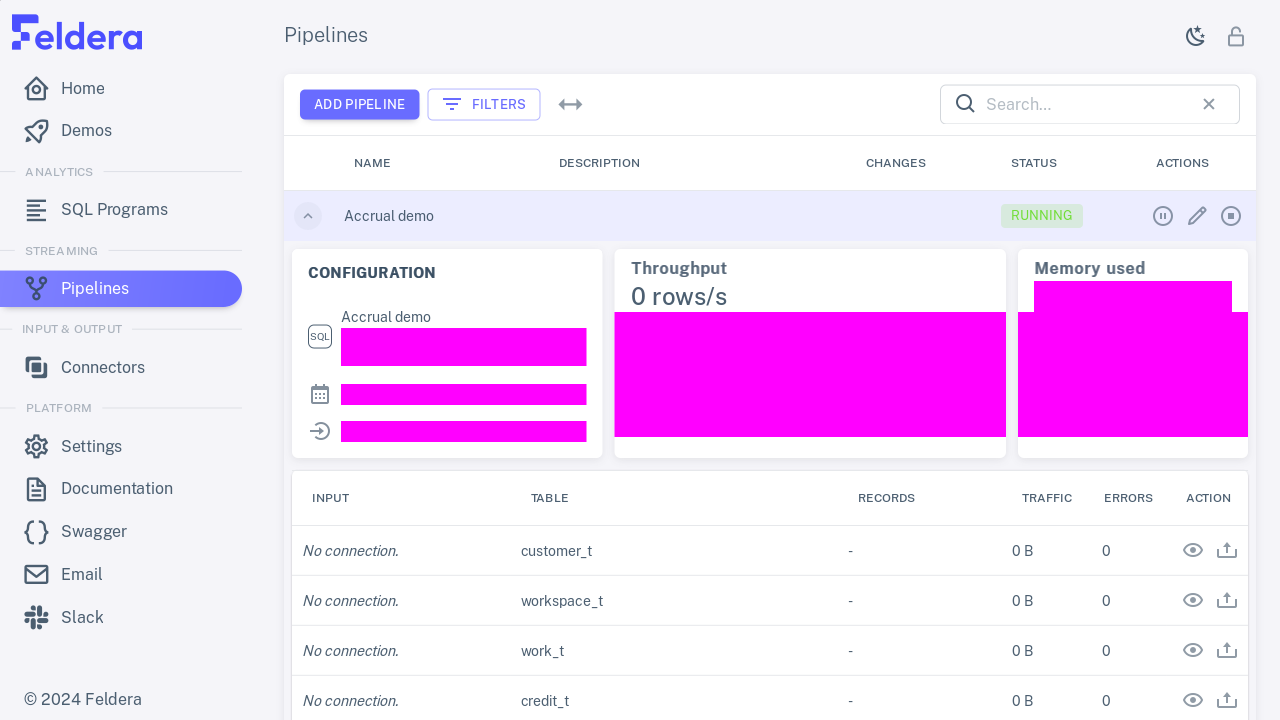 Feldera
Pipelines
Home
Demos
ANALYTICS
SQL Programs
STREAMING
Pipelines
INPUT & OUTPUT
Connectors
PLATFORM
Settings
Documentation
Swagger
Email
Slack
© 2024 Feldera
ADD PIPELINE
FILTERS
Search...
NAME DESCRIPTION CHANGES STATUS ACTIONS
Accrual demo RUNNING
CONFIGURATION
Accrual demo
SQL
Throughput
0 rows/s
Memory used
INPUT TABLE RECORDS TRAFFIC ERRORS ACTION
No connection. customer_t - 0 B 0
No connection. workspace_t - 0 B 0
No connection. work_t - 0 B 0
No connection. credit_t - 0 B 0